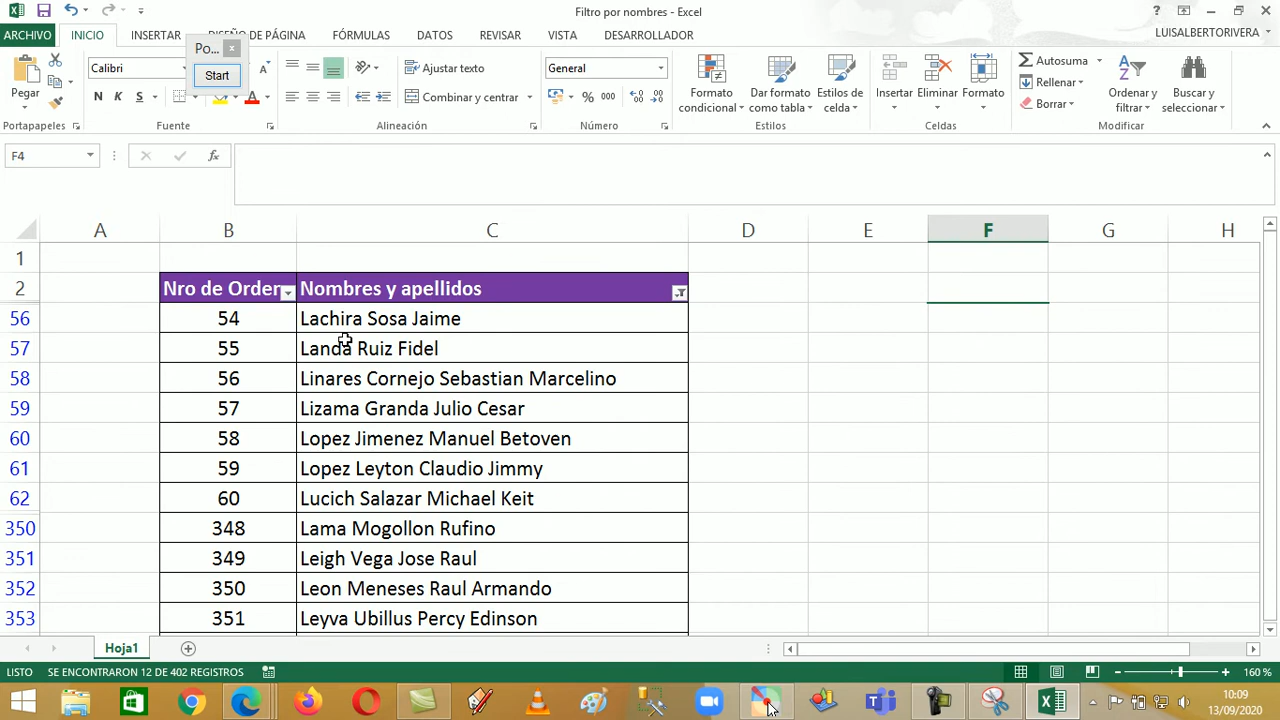 Filtro por nombres - Excel
ARCHIVO INICIO INSERTAR DISEÑO DE PÁGINA FÓRMULAS DATOS REVISAR VISTA DESARROLLADOR LUISALBERTORIVERA
Po... x
Start
Pegar
Portapapeles
Calibri
N K S
Fuente
Ajustar texto
Combinar y centrar
Alineación
General
% 000
Número
Formato condicional
Dar formato como tabla
Estilos de celda
Estilos
Insertar Eliminar Formato
Celdas
Autosuma
Rellenar
Borrar
Ordenar y filtrar
Buscar y seleccionar
Modificar
F4 fx
A B C D E F G H
1
2 Nro de Orden Nombres y apellidos
56 54 Lachira Sosa Jaime
57 55 Landa Ruiz Fidel
58 56 Linares Cornejo Sebastian Marcelino
59 57 Lizama Granda Julio Cesar
60 58 Lopez Jimenez Manuel Betoven
61 59 Lopez Leyton Claudio Jimmy
62 60 Lucich Salazar Michael Keit
350 348 Lama Mogollon Rufino
351 349 Leigh Vega Jose Raul
352 350 Leon Meneses Raul Armando
353 351 Leyva Ubillus Percy Edinson
Hoja1
LISTO SE ENCONTRARON 12 DE 402 REGISTROS 160 %
10:09
13/09/2020